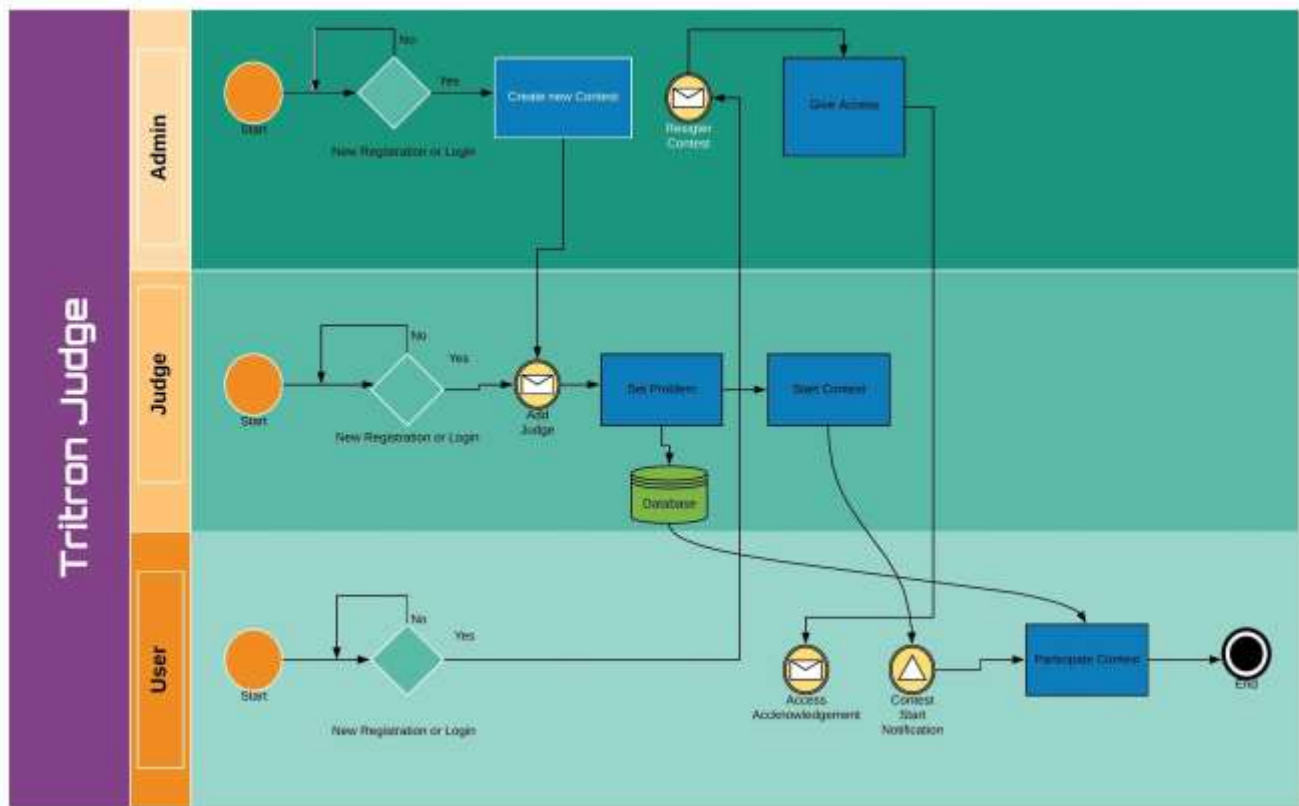 Tritron Judge
Admin
No
Yes
Start
New Registration or Login
Create new Contest
Resigter
Contest
Give Access
Judge
No
Yes
Start
New Registration or Login
Add
Judge
Set Problem
Start Contest
Database
User
No
Yes
Start
New Registration or Login
Access
Acknowledgement
Contest
Start
Notification
Participate Contest
End